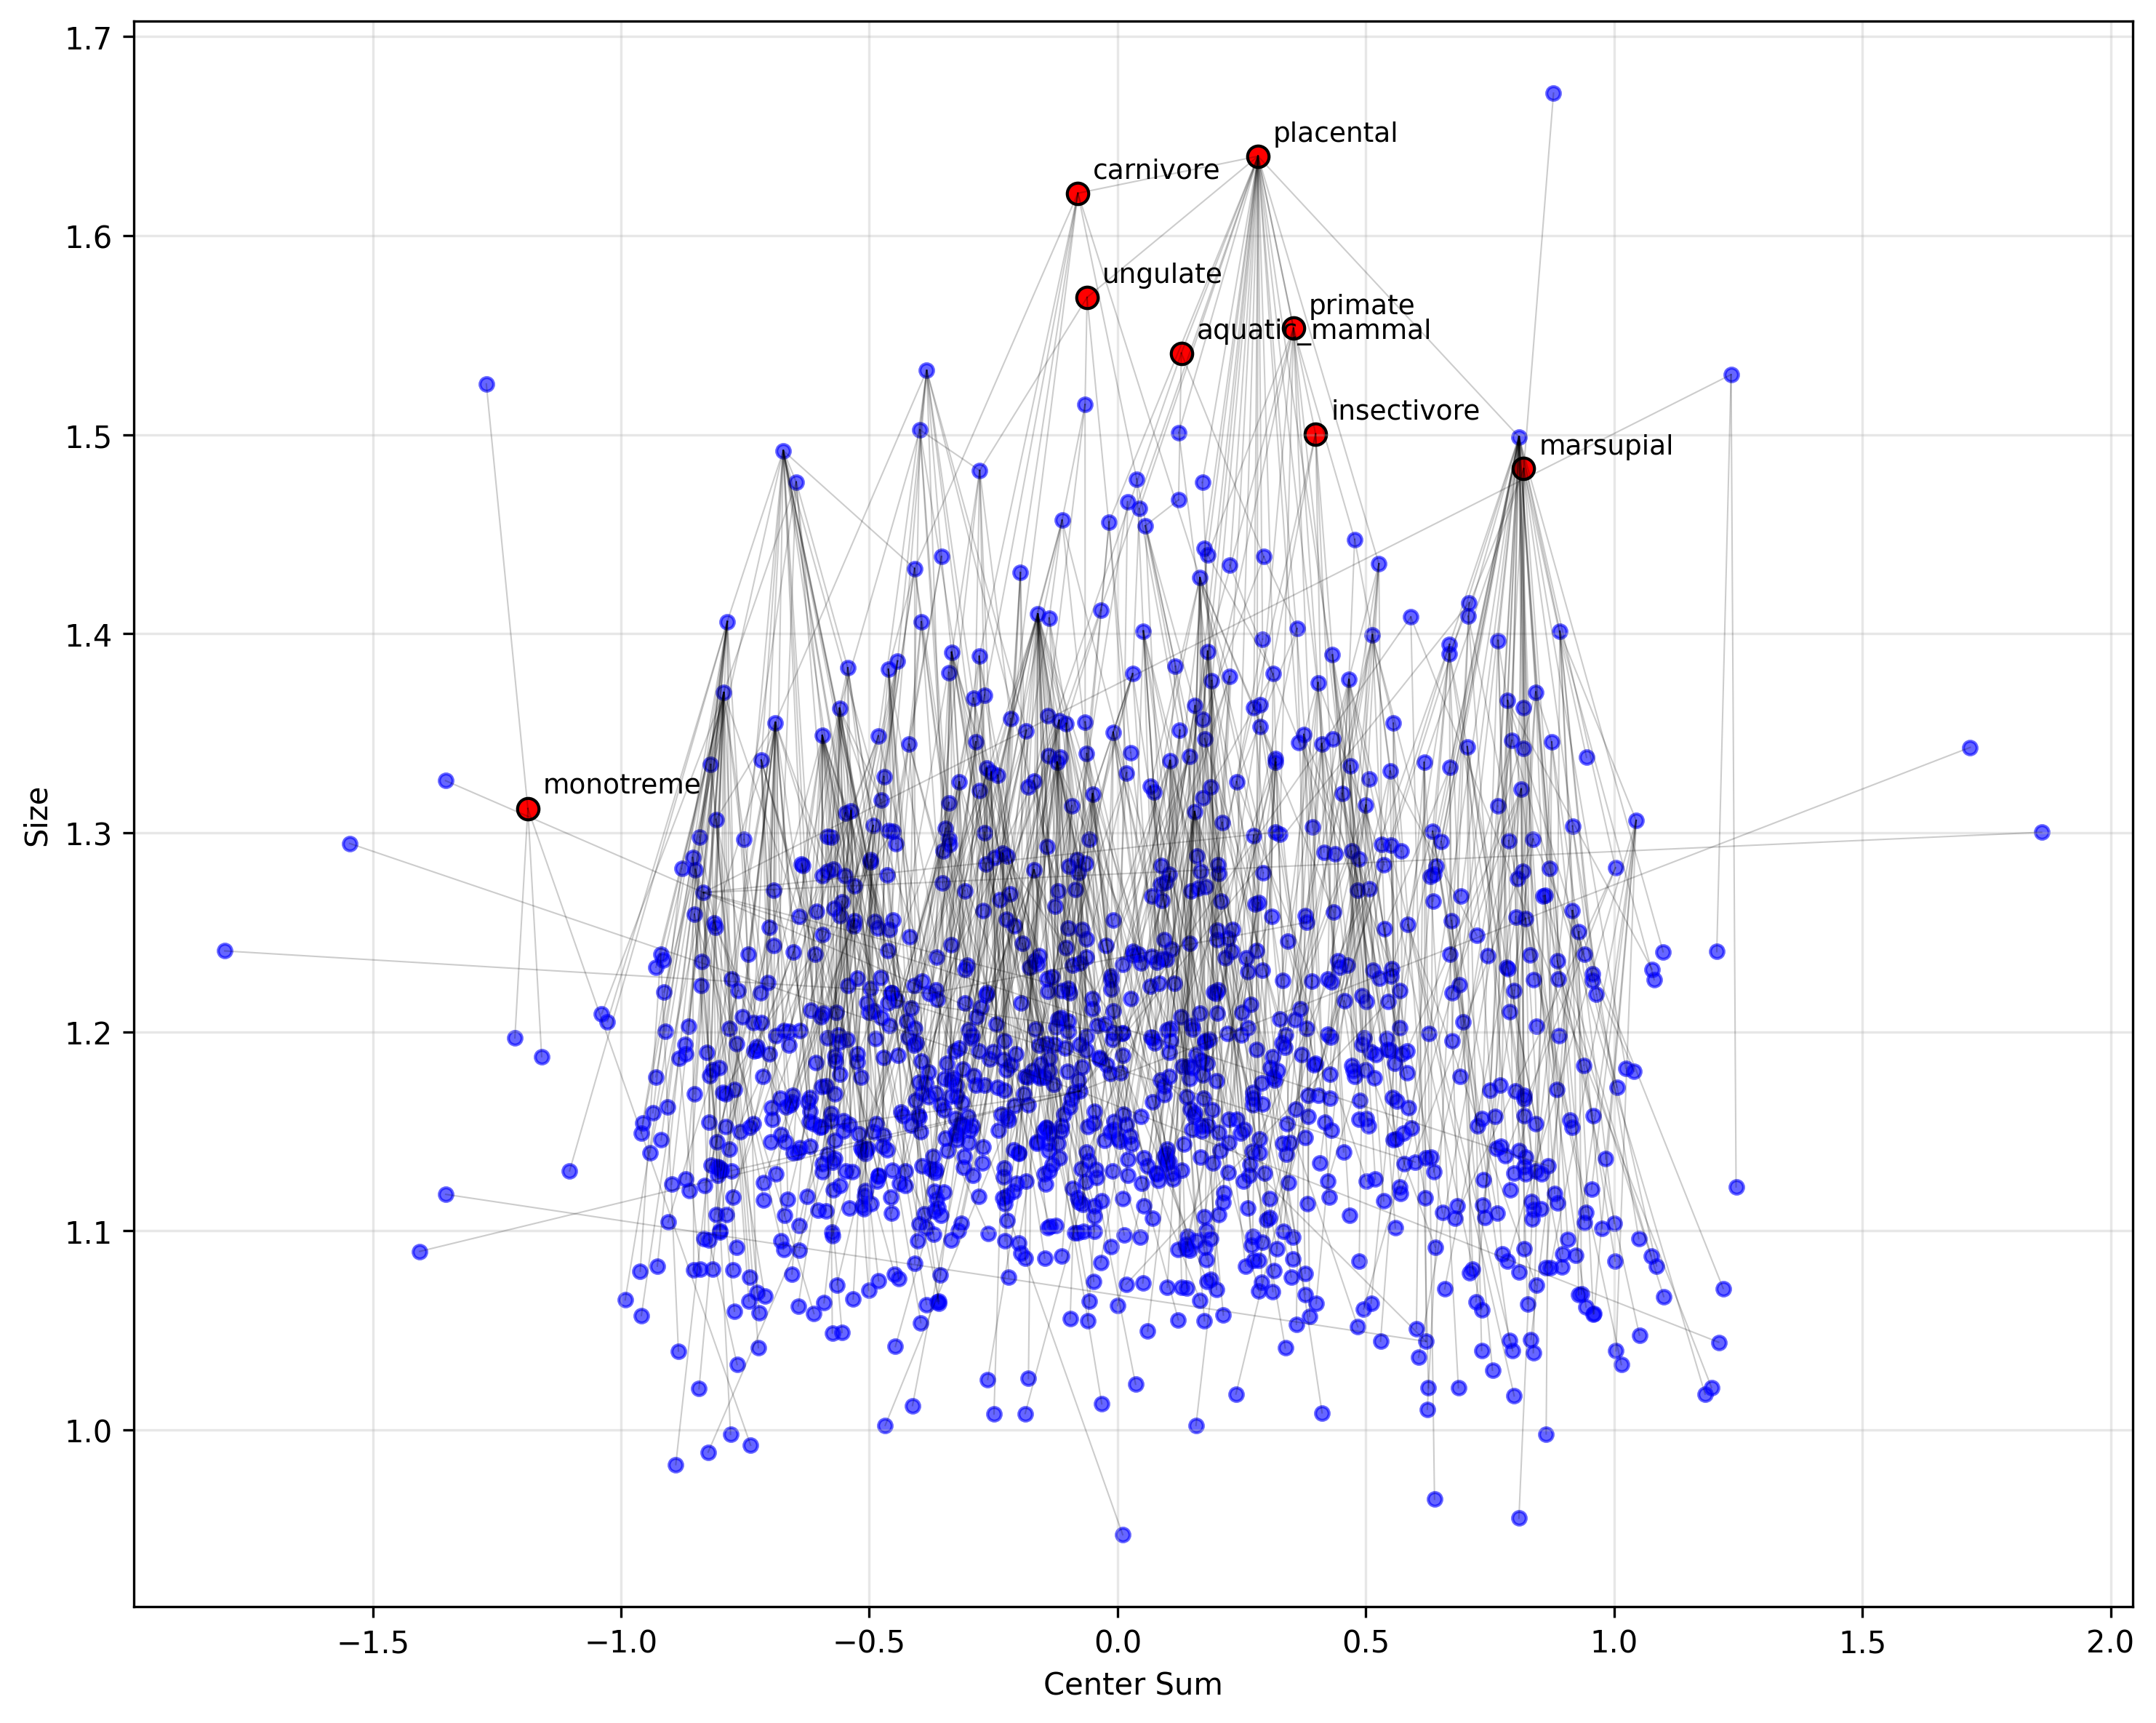 1.7
1.6
1.5
1.4
1.3
1.2
1.1
1.0
Size
placental
carnivore
ungulate
primate
aquatic_mammal
insectivore
marsupial
monotreme
−1.5
−1.0
−0.5
0.0
0.5
1.0
1.5
2.0
Center Sum